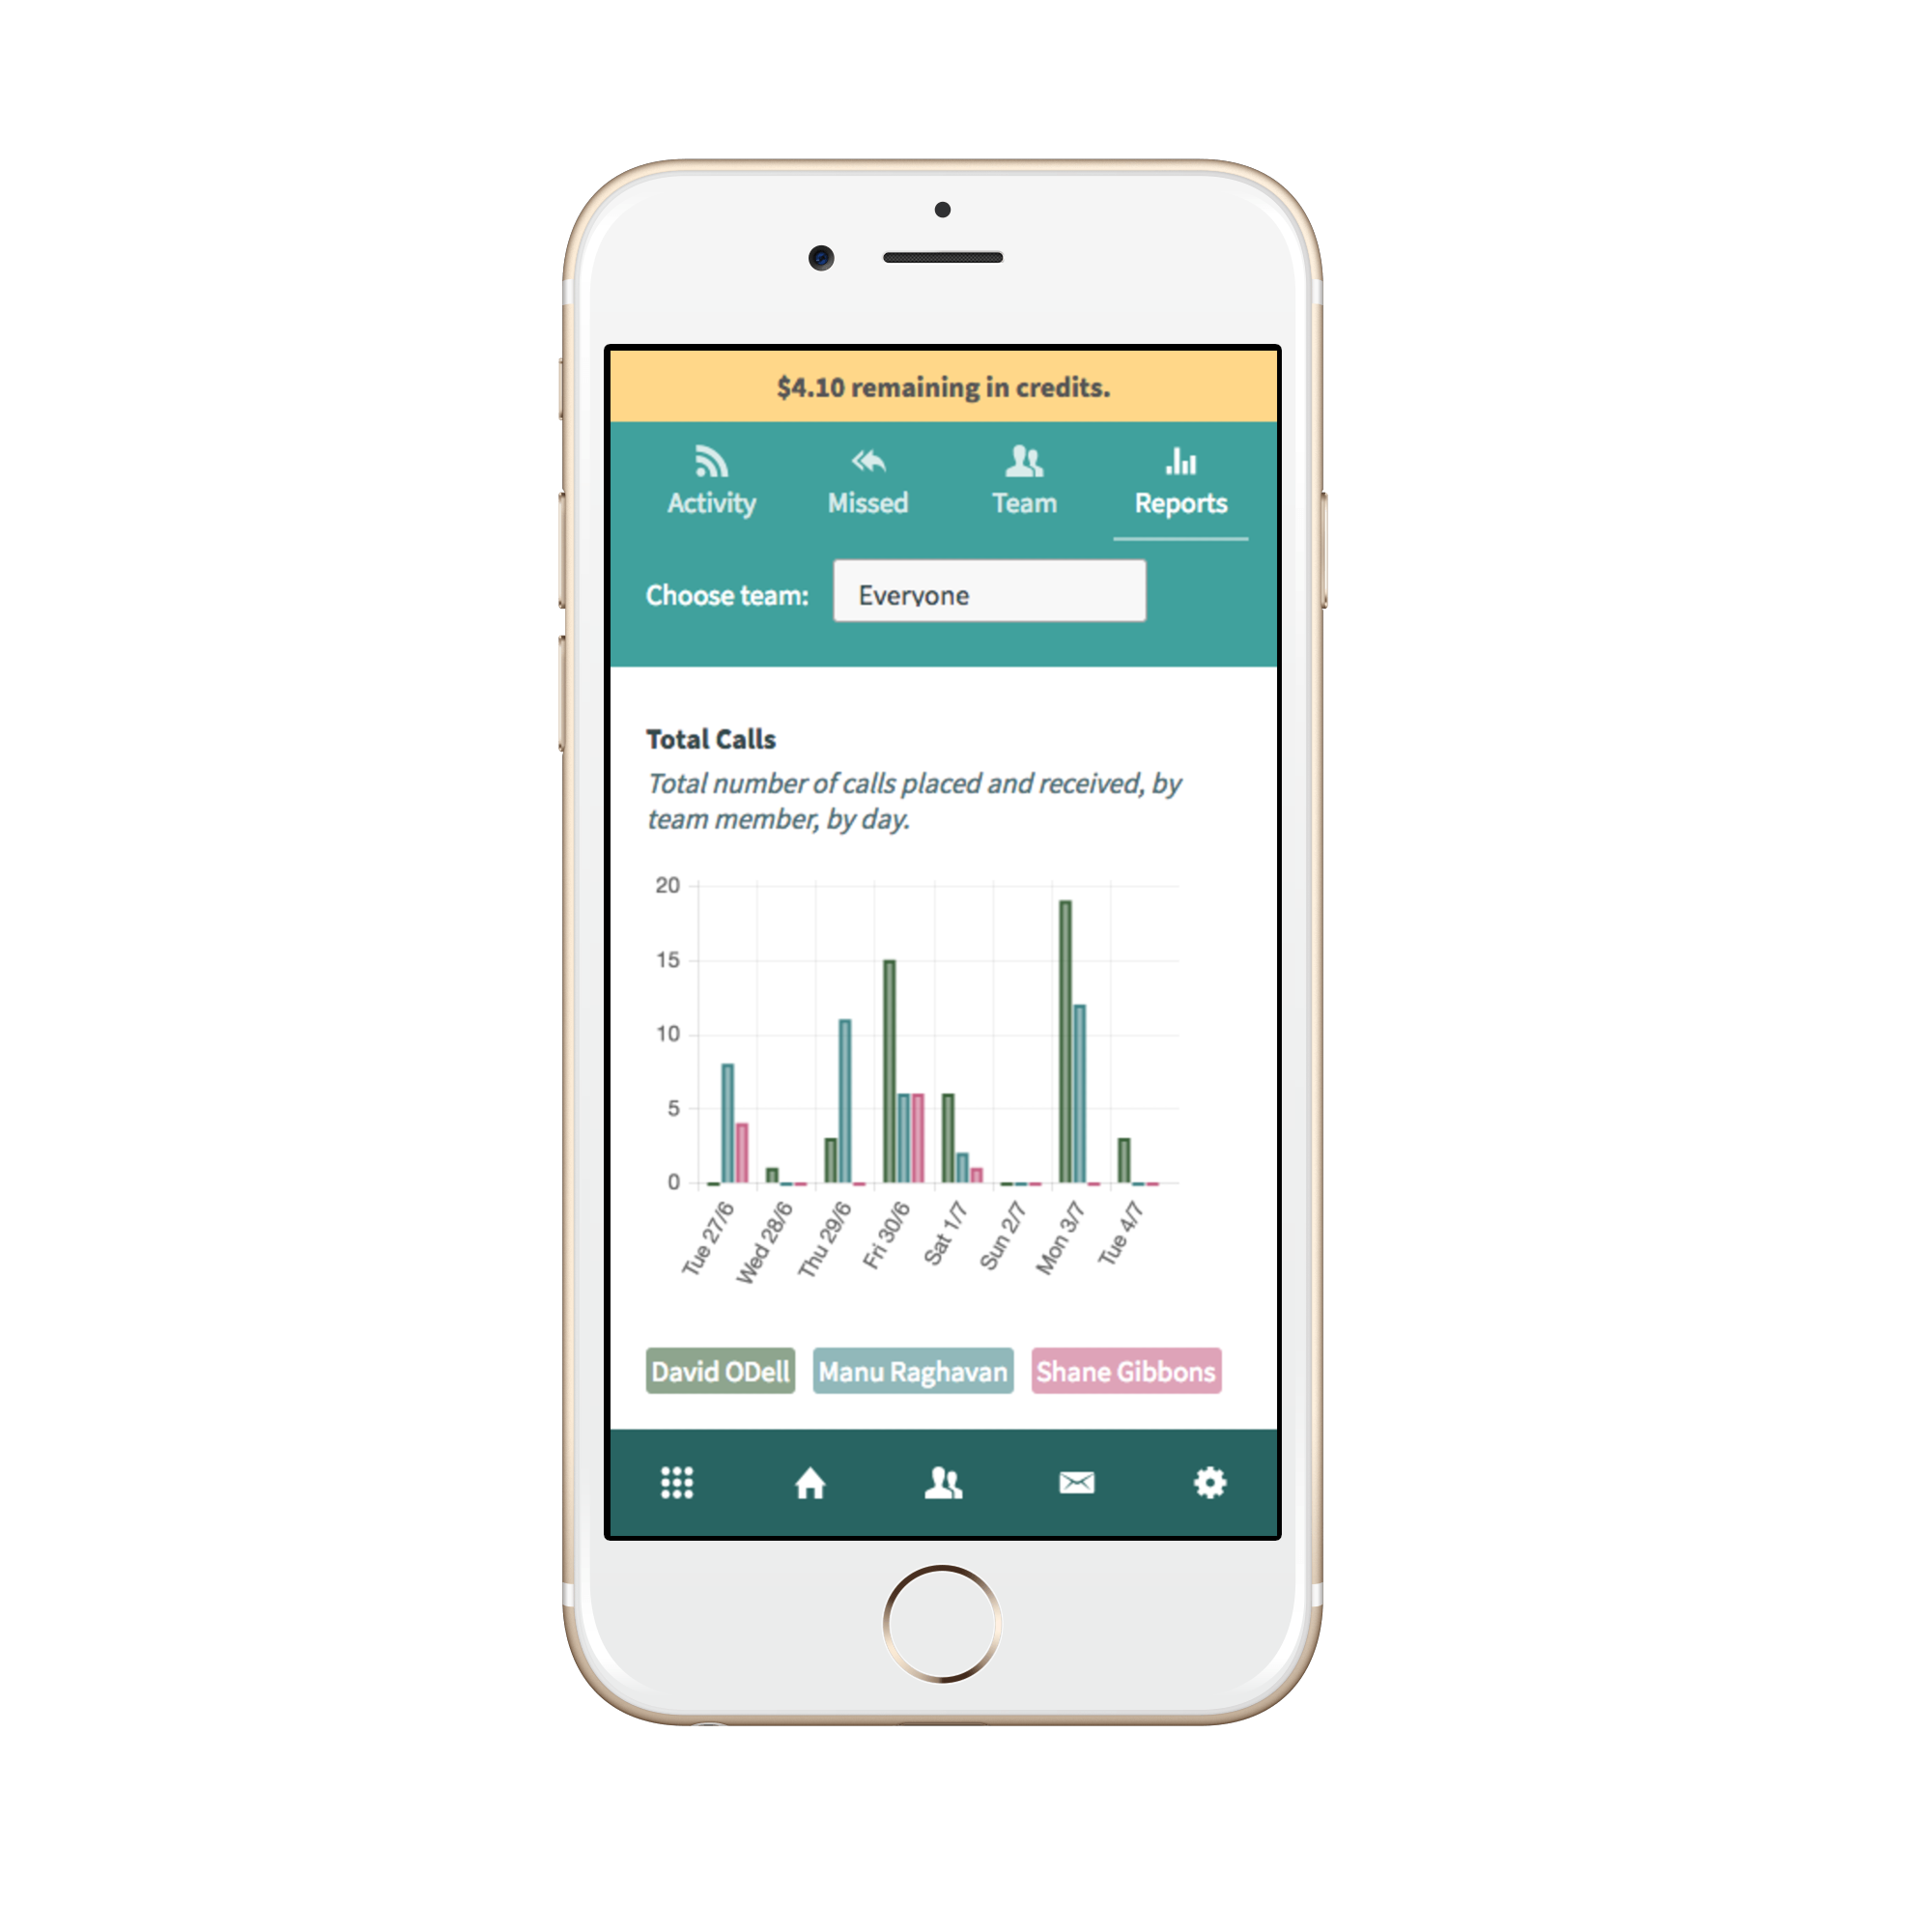 $4.10 remaining in credits.
Activity Missed Team Reports
Choose team: Everyone
Total Calls
Total number of calls placed and received, by
team member, by day.
20
15
10
5
0
Tue 27/6 Wed 28/6 Thu 29/6 Fri 30/6 Sat 1/7 Sun 2/7 Mon 3/7 Tue 4/7
David ODell Manu Raghavan Shane Gibbons